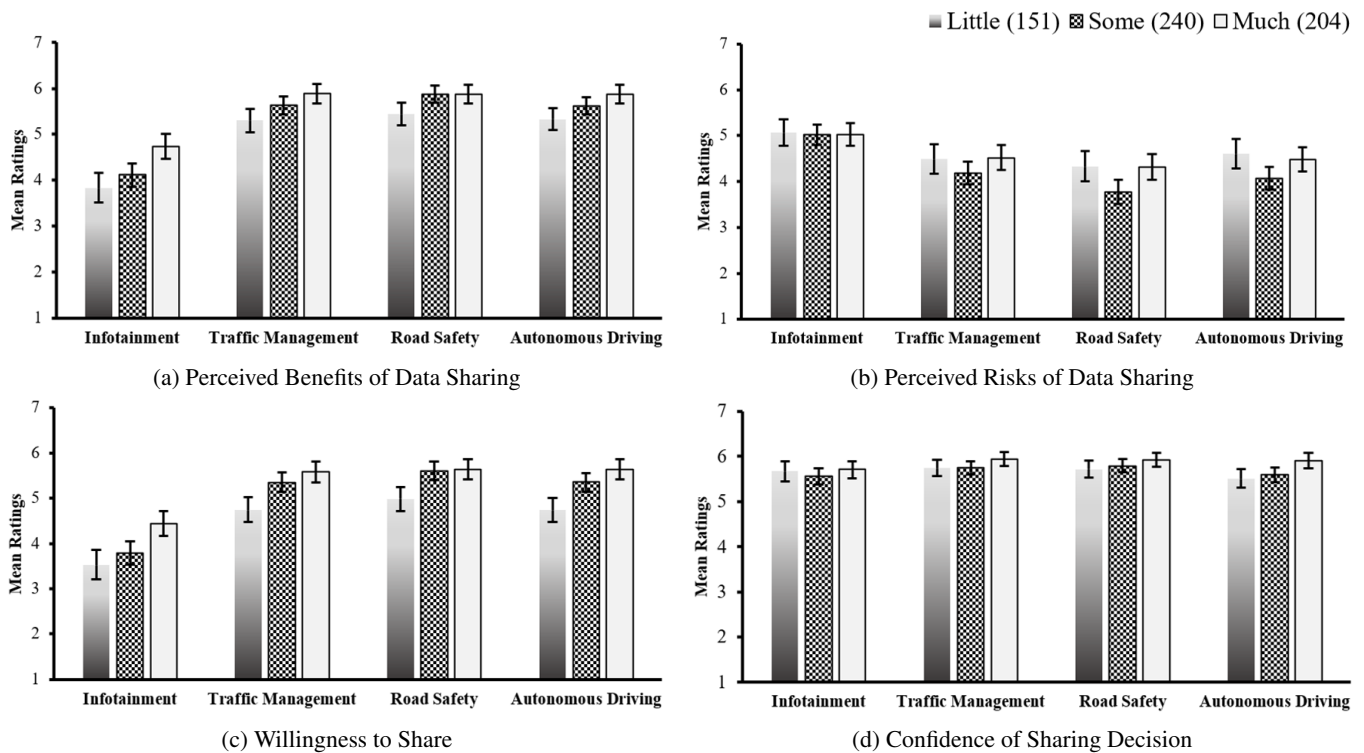 Little (151) Some (240) Much (204)
7
6
5
4
3
2
1
Mean Ratings
Infotainment Traffic Management Road Safety Autonomous Driving
(a) Perceived Benefits of Data Sharing
7
6
5
4
3
2
1
Mean Ratings
Infotainment Traffic Management Road Safety Autonomous Driving
(b) Perceived Risks of Data Sharing
7
6
5
4
3
2
1
Mean Ratings
Infotainment Traffic Management Road Safety Autonomous Driving
(c) Willingness to Share
7
6
5
4
3
2
1
Mean Ratings
Infotainment Traffic Management Road Safety Autonomous Driving
(d) Confidence of Sharing Decision